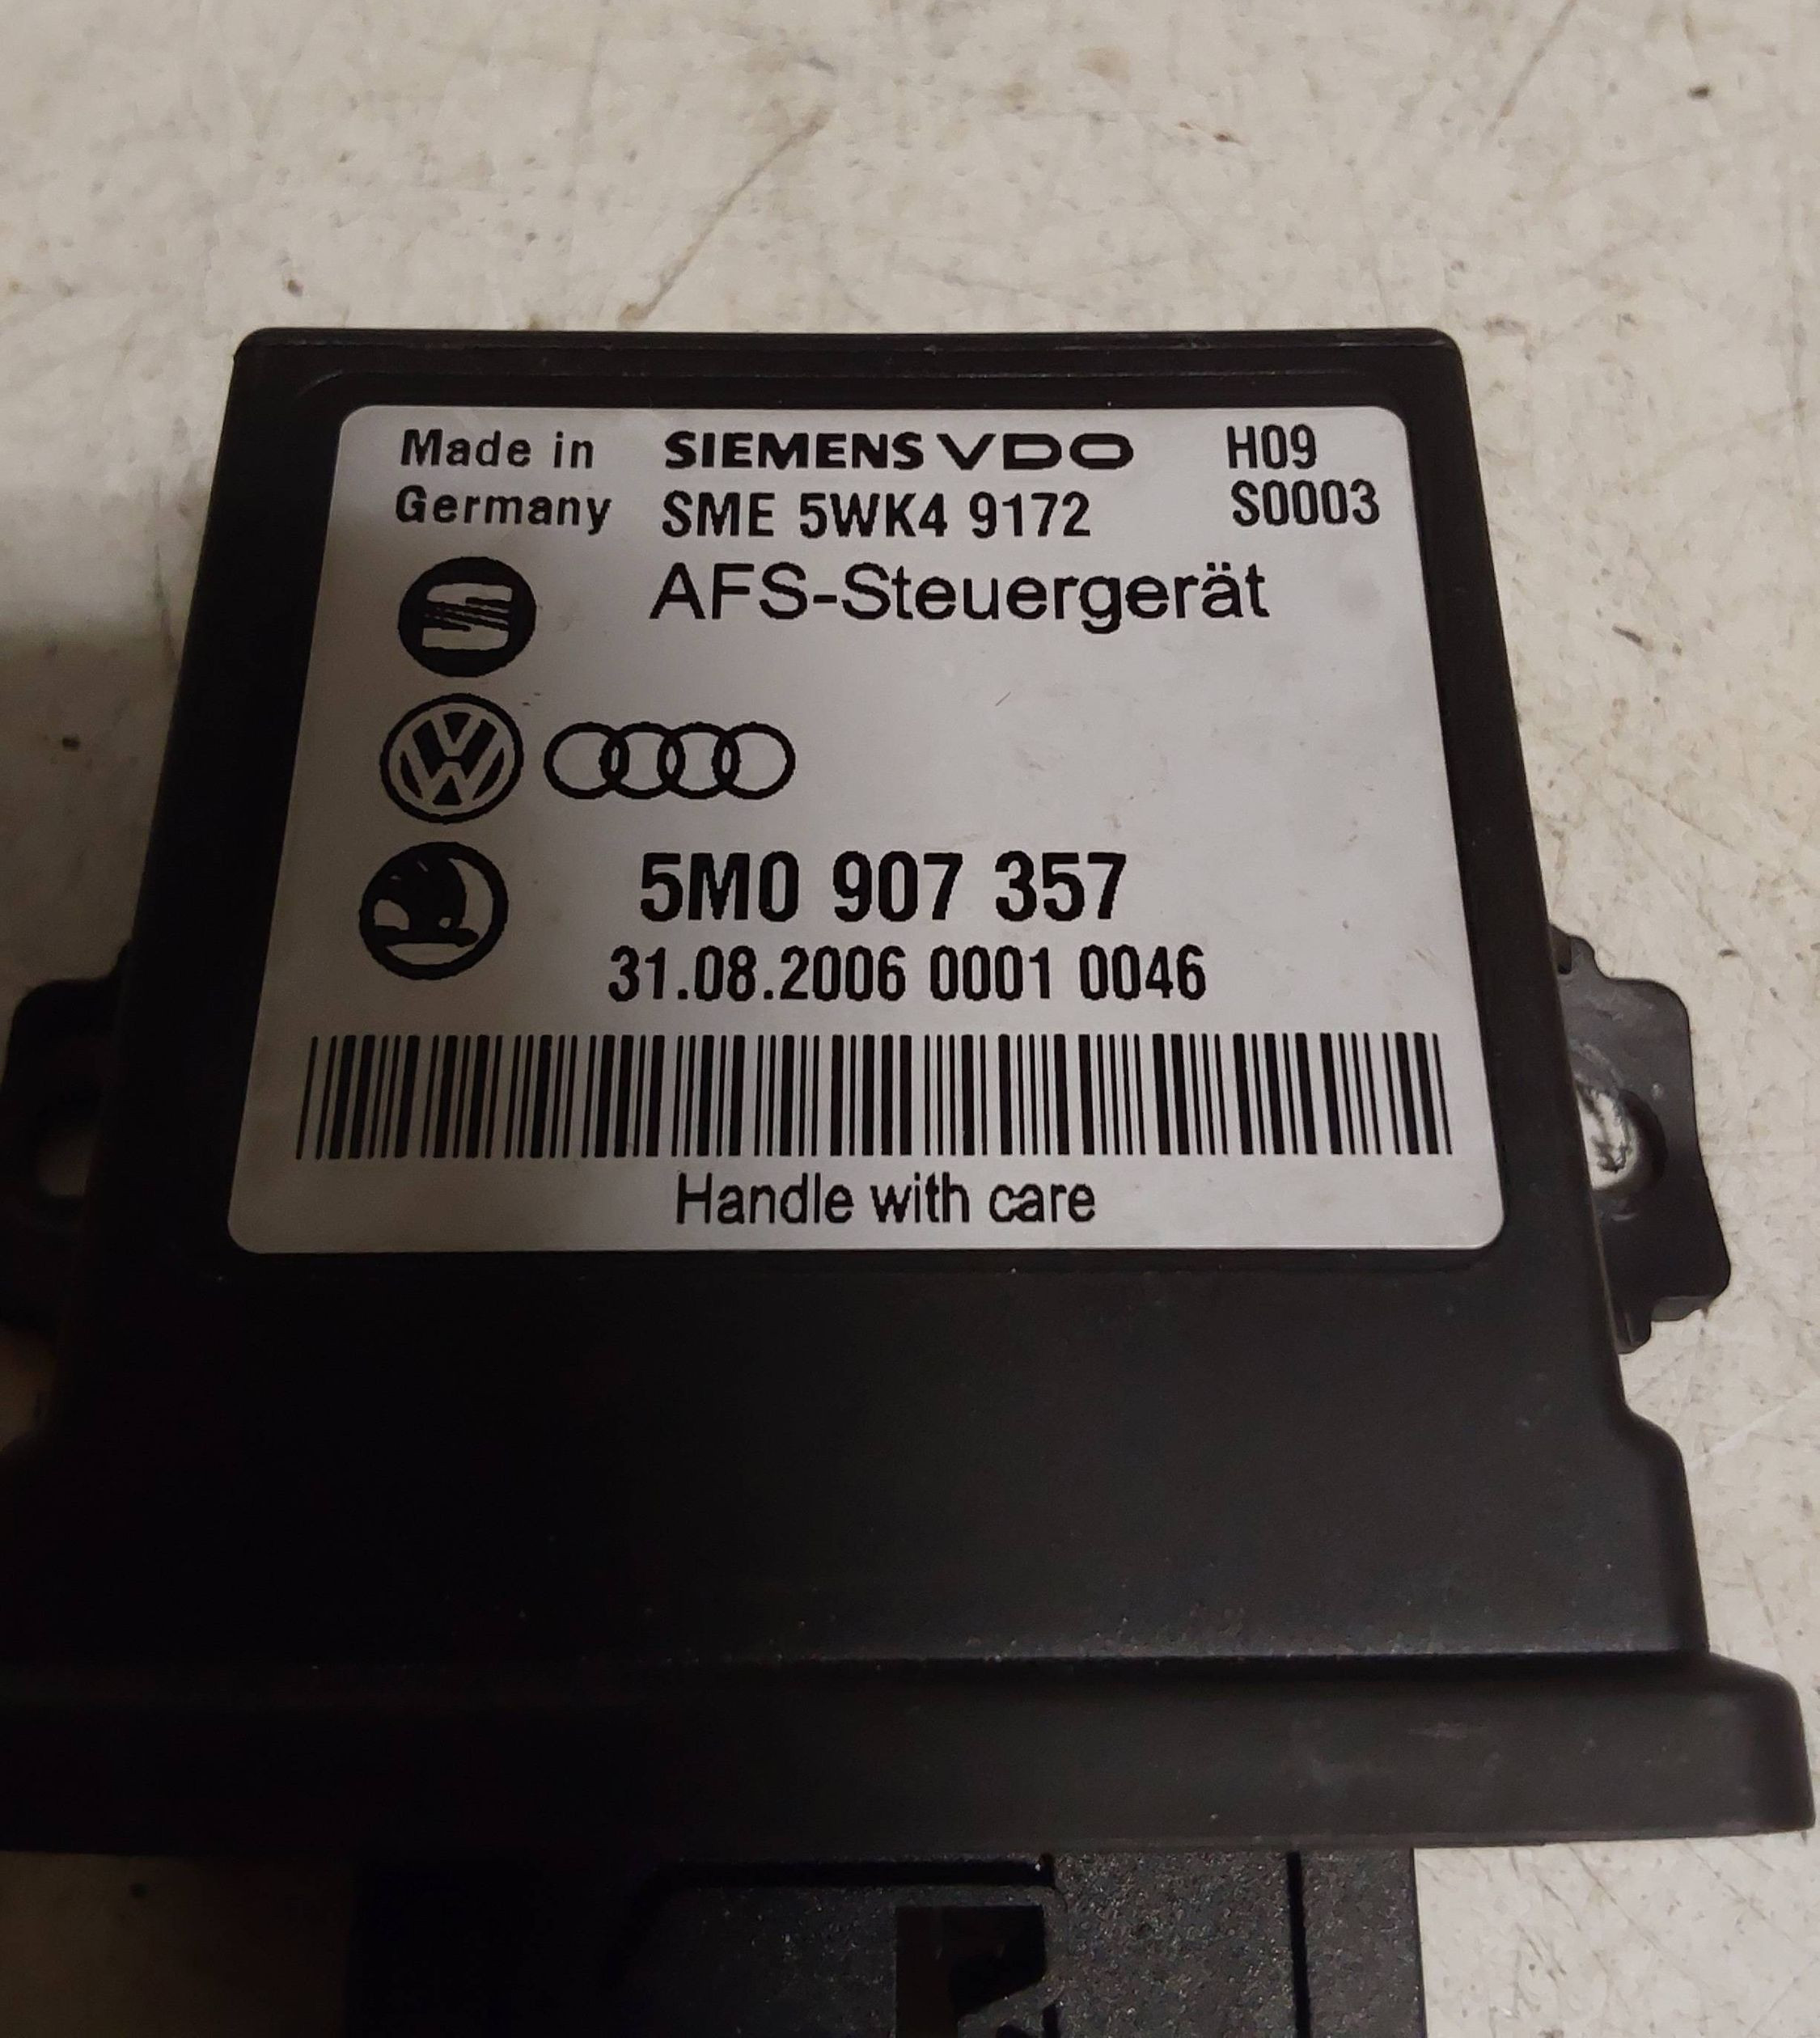 Made in SIEMENS VDO H09
Germany SME 5WK4 9172 S0003
AFS-Steuergerät
5M0 907 357
31.08.2006 0001 0046
Handle with care